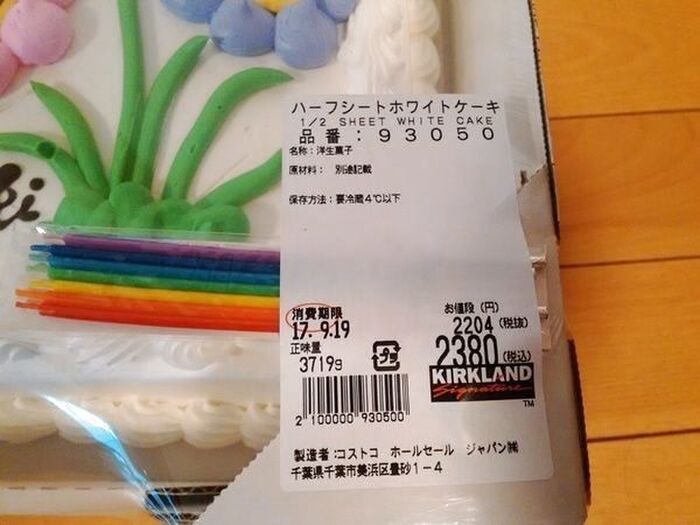 ハーフシートホワイトケーキ
1/2 SHEET WHITE CAKE
品番:93050
名称:洋生菓子
原材料: 別途記載
保存方法:要冷蔵4℃以下
消費期限
17.9.19
正味量
3719g
プラ
お値段(円)
2204(税抜)
2380(税込)
KIRKLAND
Signature
TM
2 100000 930500
製造者:コストコ ホールセール ジャパン㈱
千葉県千葉市美浜区豊砂1-4
ki